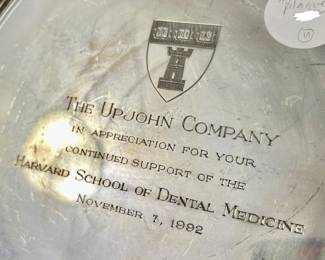 THE UPJOHN COMPANY
IN APPRECIATION FOR YOUR
CONTINUED SUPPORT OF THE
HARVARD SCHOOL OF DENTAL MEDICINE
NOVEMBER 7, 1992